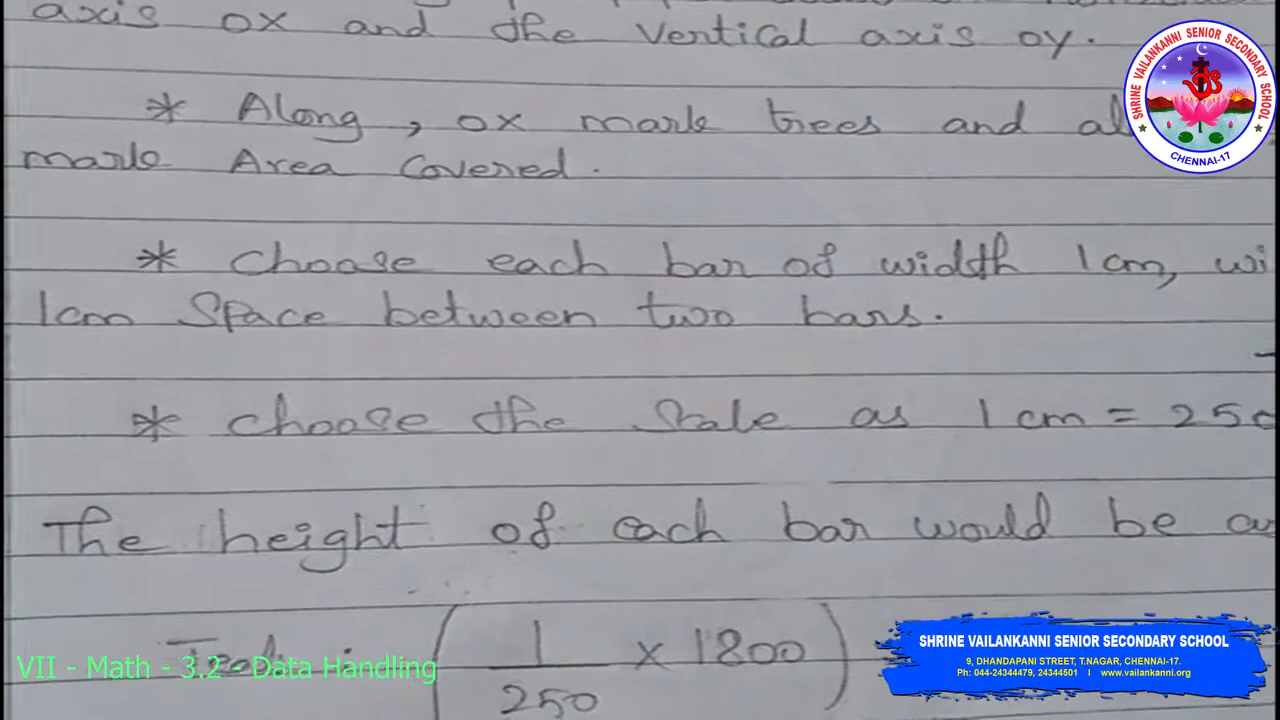 axis ox and the vertical axis oy.
* Along, ox mark trees and al
mark Area Covered.
* choose each bar of width 1cm, wi
1cm Space between two bars.
* choose the Scale as 1 cm = 250
The height of each bar would be as
( 1/250 × 1800 )
SHRINE VAILANKANNI SENIOR SECONDARY SCHOOL
CHENNAI-17
VII - Math - 3.2 - Data Handling
SHRINE VAILANKANNI SENIOR SECONDARY SCHOOL
9, DHANDAPANI STREET, T.NAGAR, CHENNAI-17.
Ph: 044-24344479, 24344501 I www.vailankanni.org